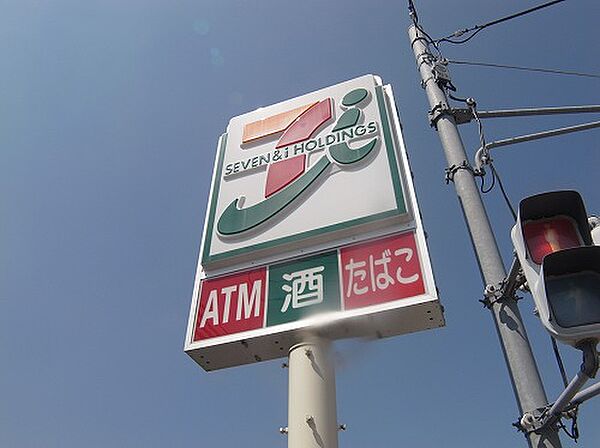 SEVEN & i HOLDINGS
ATM 酒 たばこ